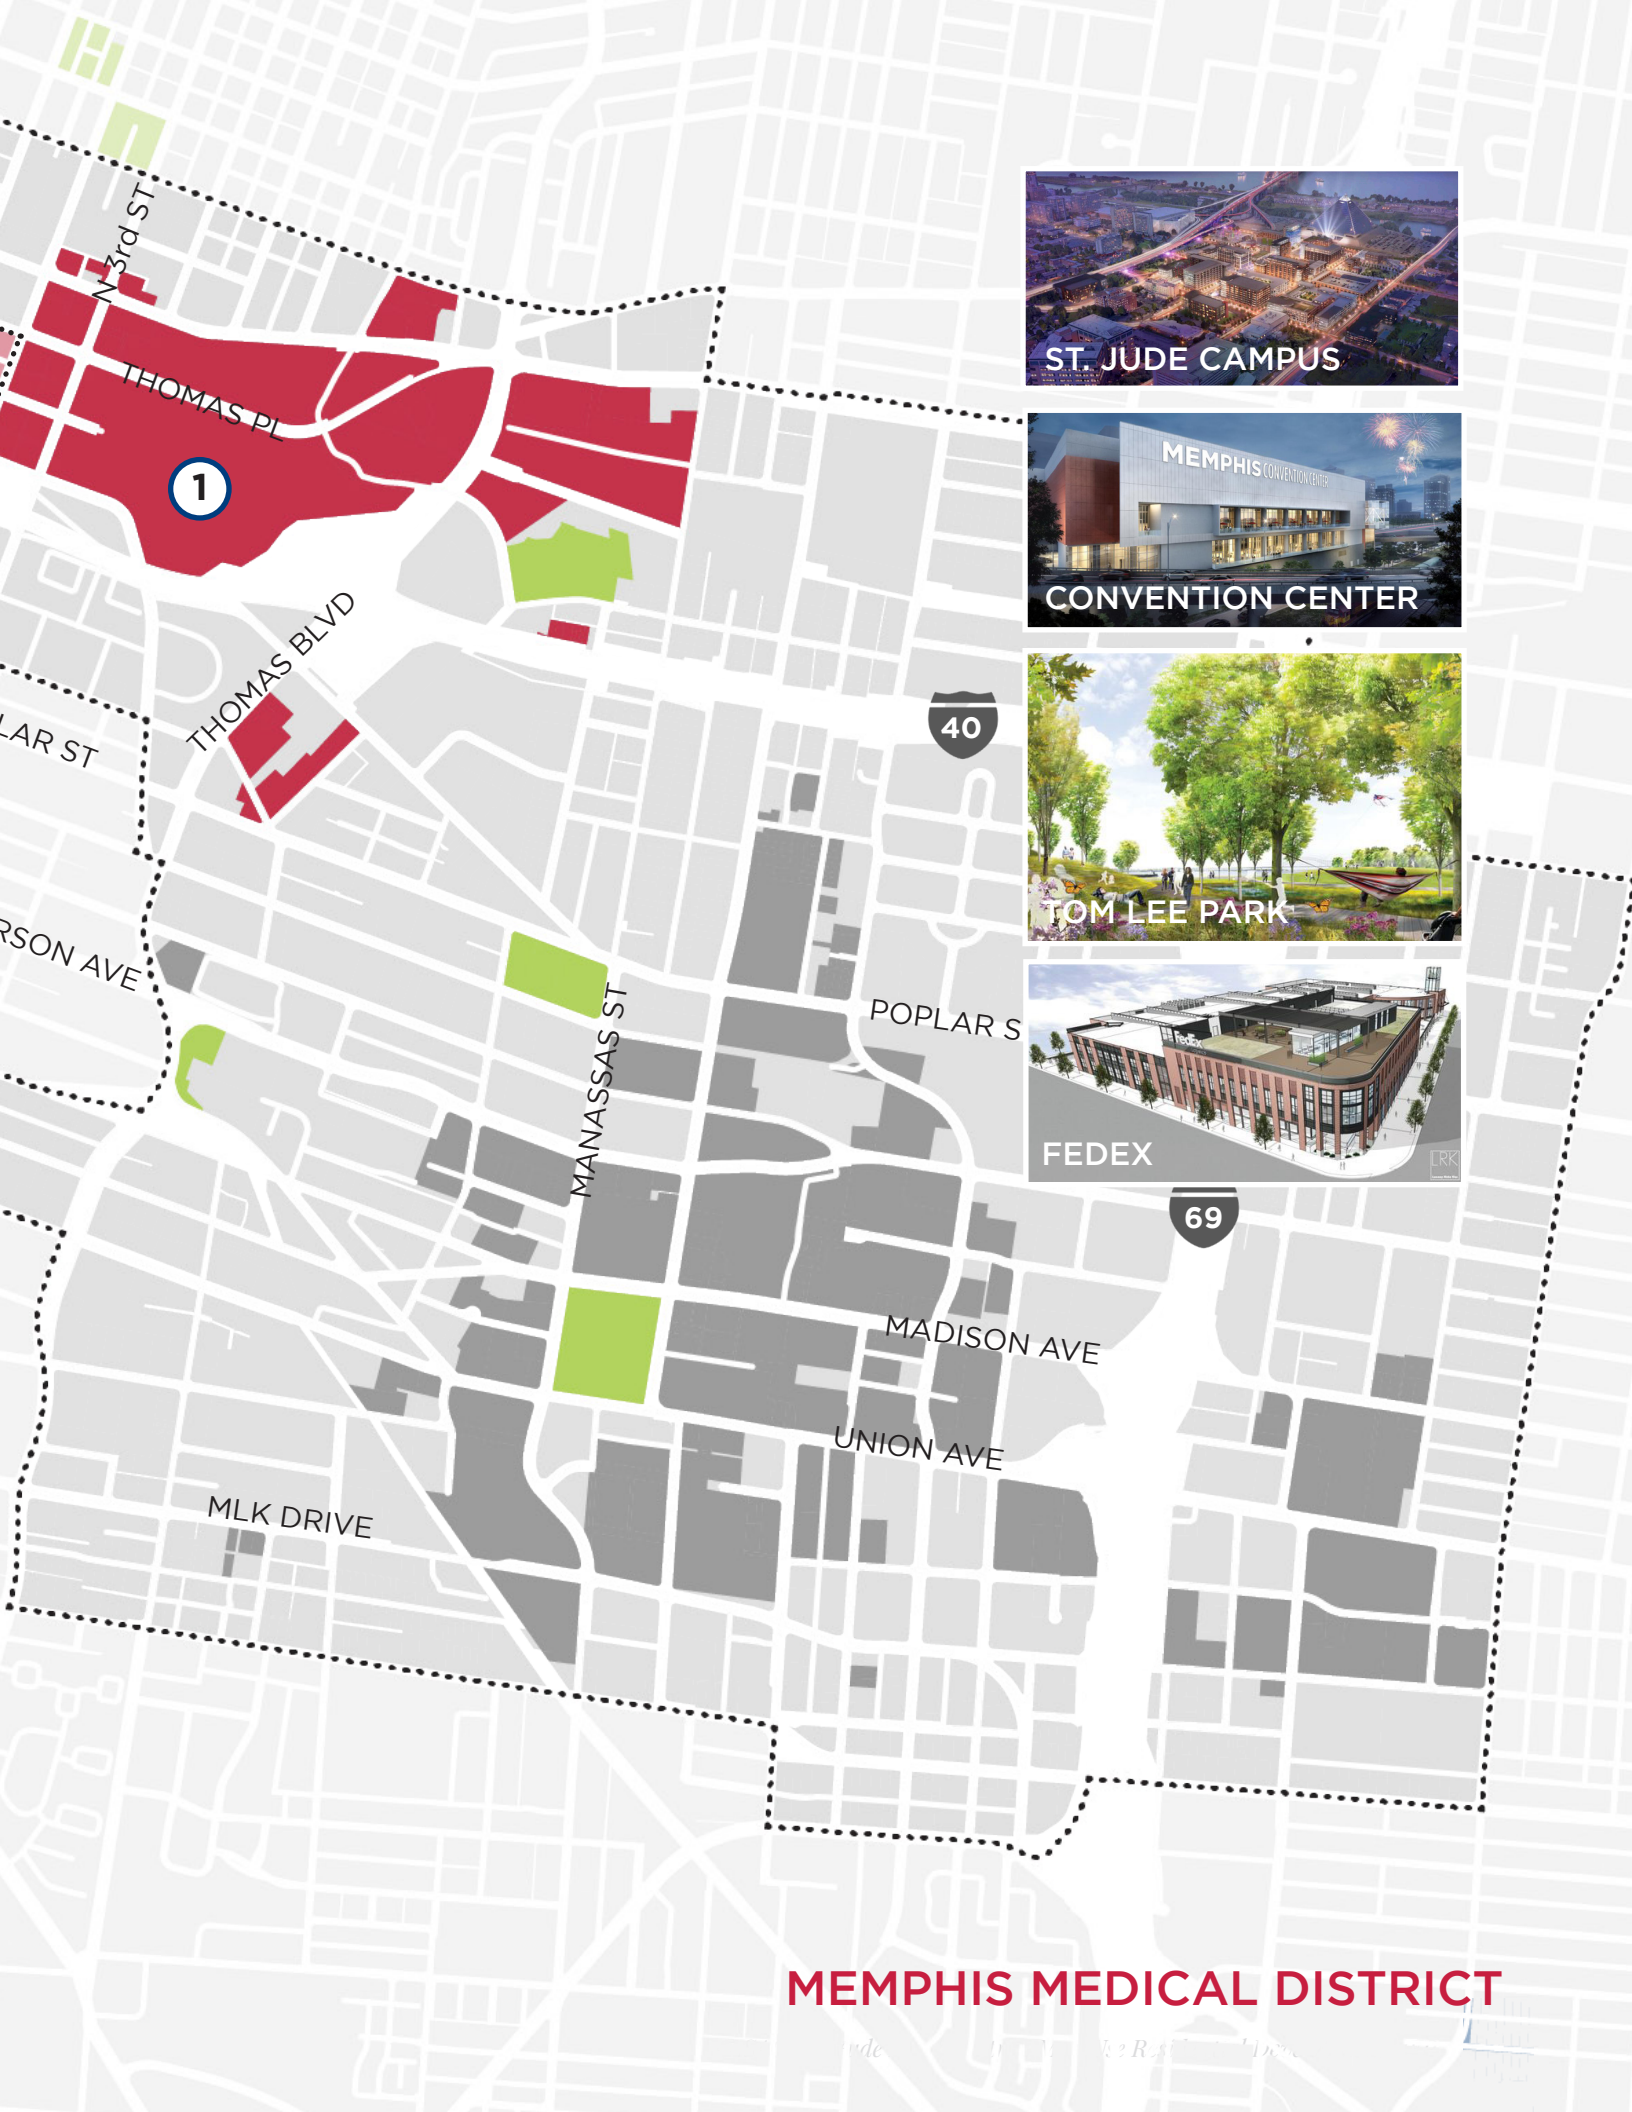 N 3rd ST
ST. JUDE CAMPUS
THOMAS PL
1
MEMPHIS CONVENTION CENTER
CONVENTION CENTER
THOMAS BLVD
LAR ST
40
TOM LEE PARK
RSON AVE
MANASSAS ST
POPLAR S
FedEx
FEDEX
LRK
69
MADISON AVE
UNION AVE
MLK DRIVE
MEMPHIS MEDICAL DISTRICT